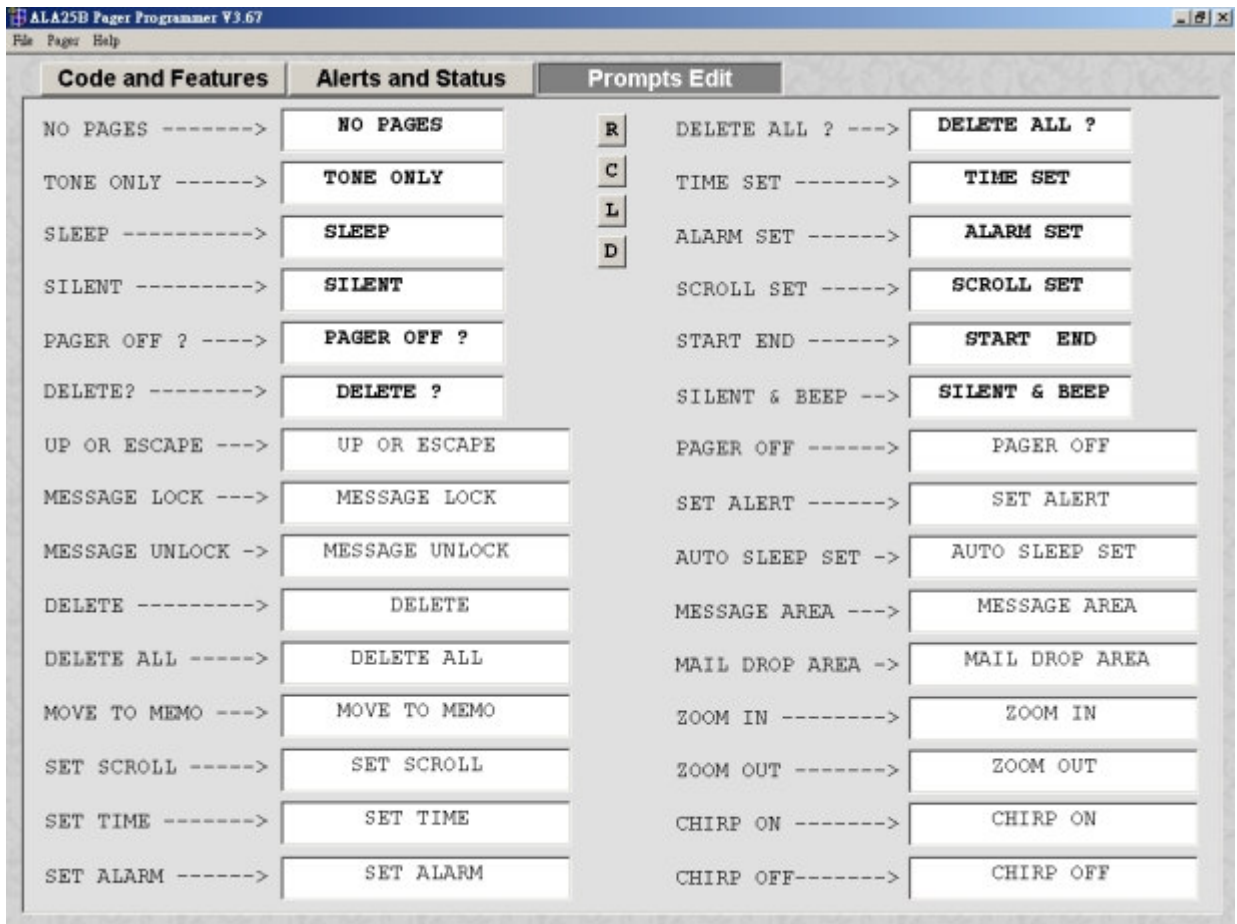 ALA25B Pager Programmer V3.67
File Pager Help
Code and Features Alerts and Status Prompts Edit
NO PAGES -------> NO PAGES
TONE ONLY ------> TONE ONLY
SLEEP ----------> SLEEP
SILENT ---------> SILENT
PAGER OFF ? ----> PAGER OFF ?
DELETE? --------> DELETE ?
UP OR ESCAPE ---> UP OR ESCAPE
MESSAGE LOCK ---> MESSAGE LOCK
MESSAGE UNLOCK -> MESSAGE UNLOCK
DELETE ---------> DELETE
DELETE ALL -----> DELETE ALL
MOVE TO MEMO ---> MOVE TO MEMO
SET SCROLL -----> SET SCROLL
SET TIME -------> SET TIME
SET ALARM ------> SET ALARM
R
C
L
D
DELETE ALL ? ---> DELETE ALL ?
TIME SET -------> TIME SET
ALARM SET ------> ALARM SET
SCROLL SET -----> SCROLL SET
START END ------> START END
SILENT & BEEP --> SILENT & BEEP
PAGER OFF ------> PAGER OFF
SET ALERT ------> SET ALERT
AUTO SLEEP SET -> AUTO SLEEP SET
MESSAGE AREA ---> MESSAGE AREA
MAIL DROP AREA -> MAIL DROP AREA
ZOOM IN --------> ZOOM IN
ZOOM OUT -------> ZOOM OUT
CHIRP ON -------> CHIRP ON
CHIRP OFF-------> CHIRP OFF